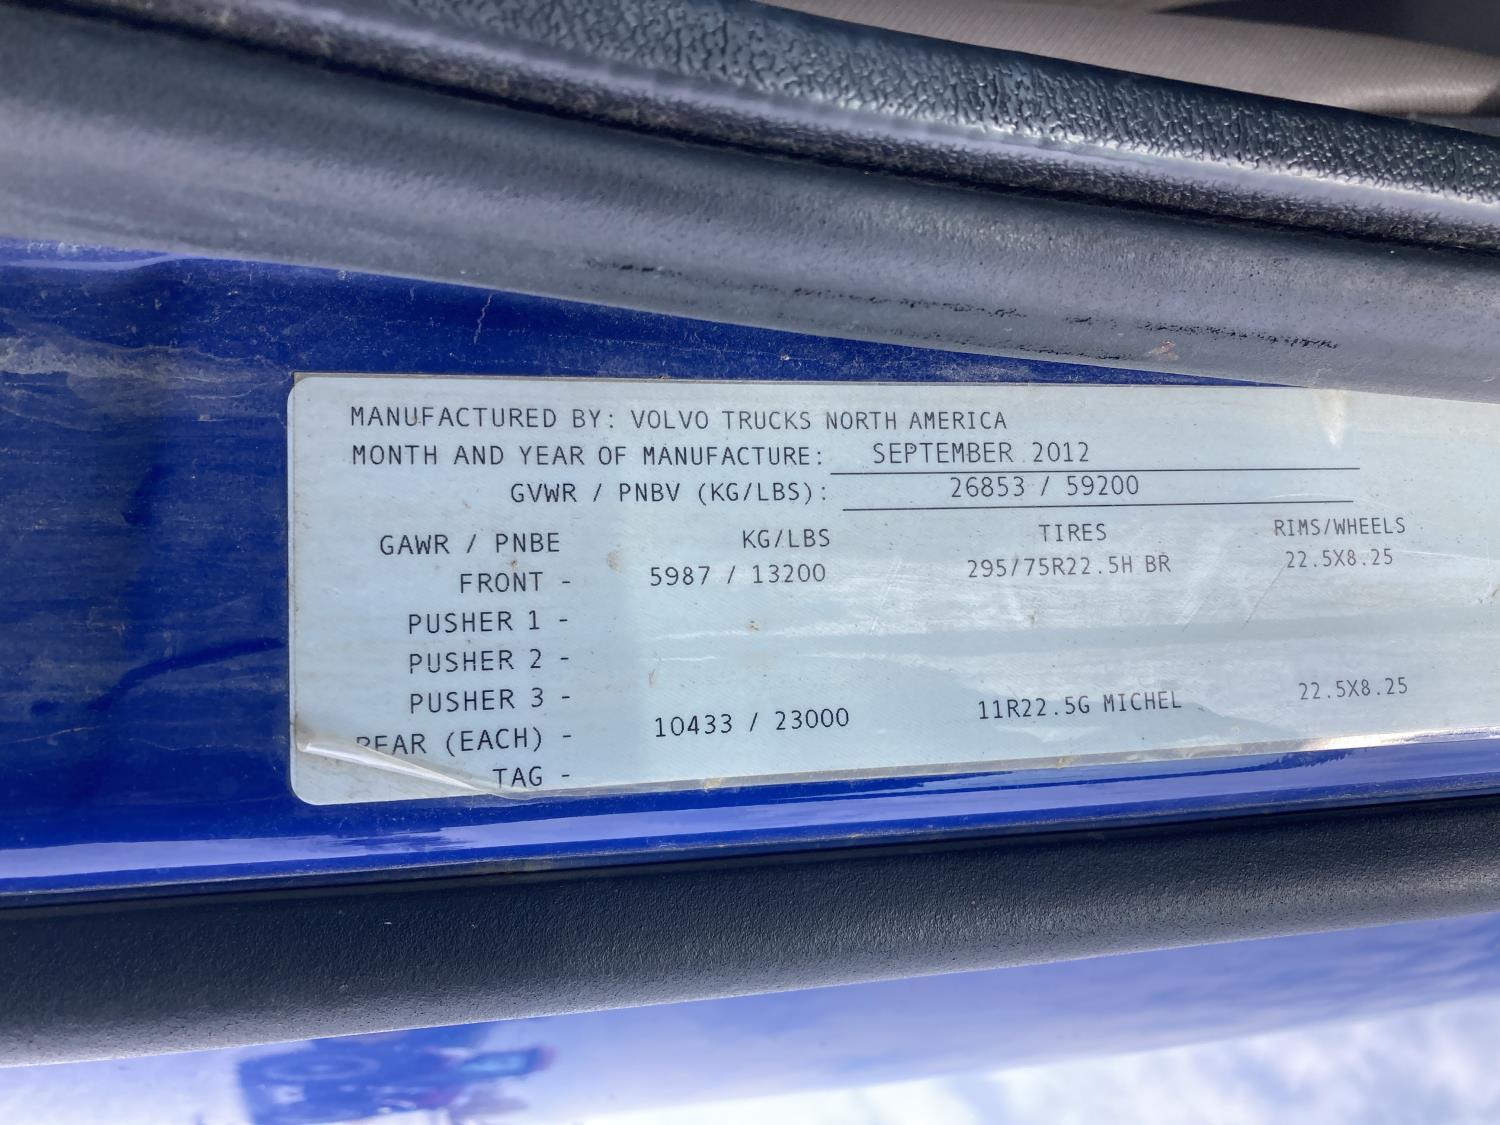 MANUFACTURED BY: VOLVO TRUCKS NORTH AMERICA
MONTH AND YEAR OF MANUFACTURE: SEPTEMBER 2012
GVWR / PNBV (KG/LBS): 26853 / 59200
GAWR / PNBE KG/LBS TIRES RIMS/WHEELS
FRONT - 5987 / 13200 295/75R22.5H BR 22.5X8.25
PUSHER 1 -
PUSHER 2 -
PUSHER 3 -
REAR (EACH) - 10433 / 23000 11R22.5G MICHEL 22.5X8.25
TAG -